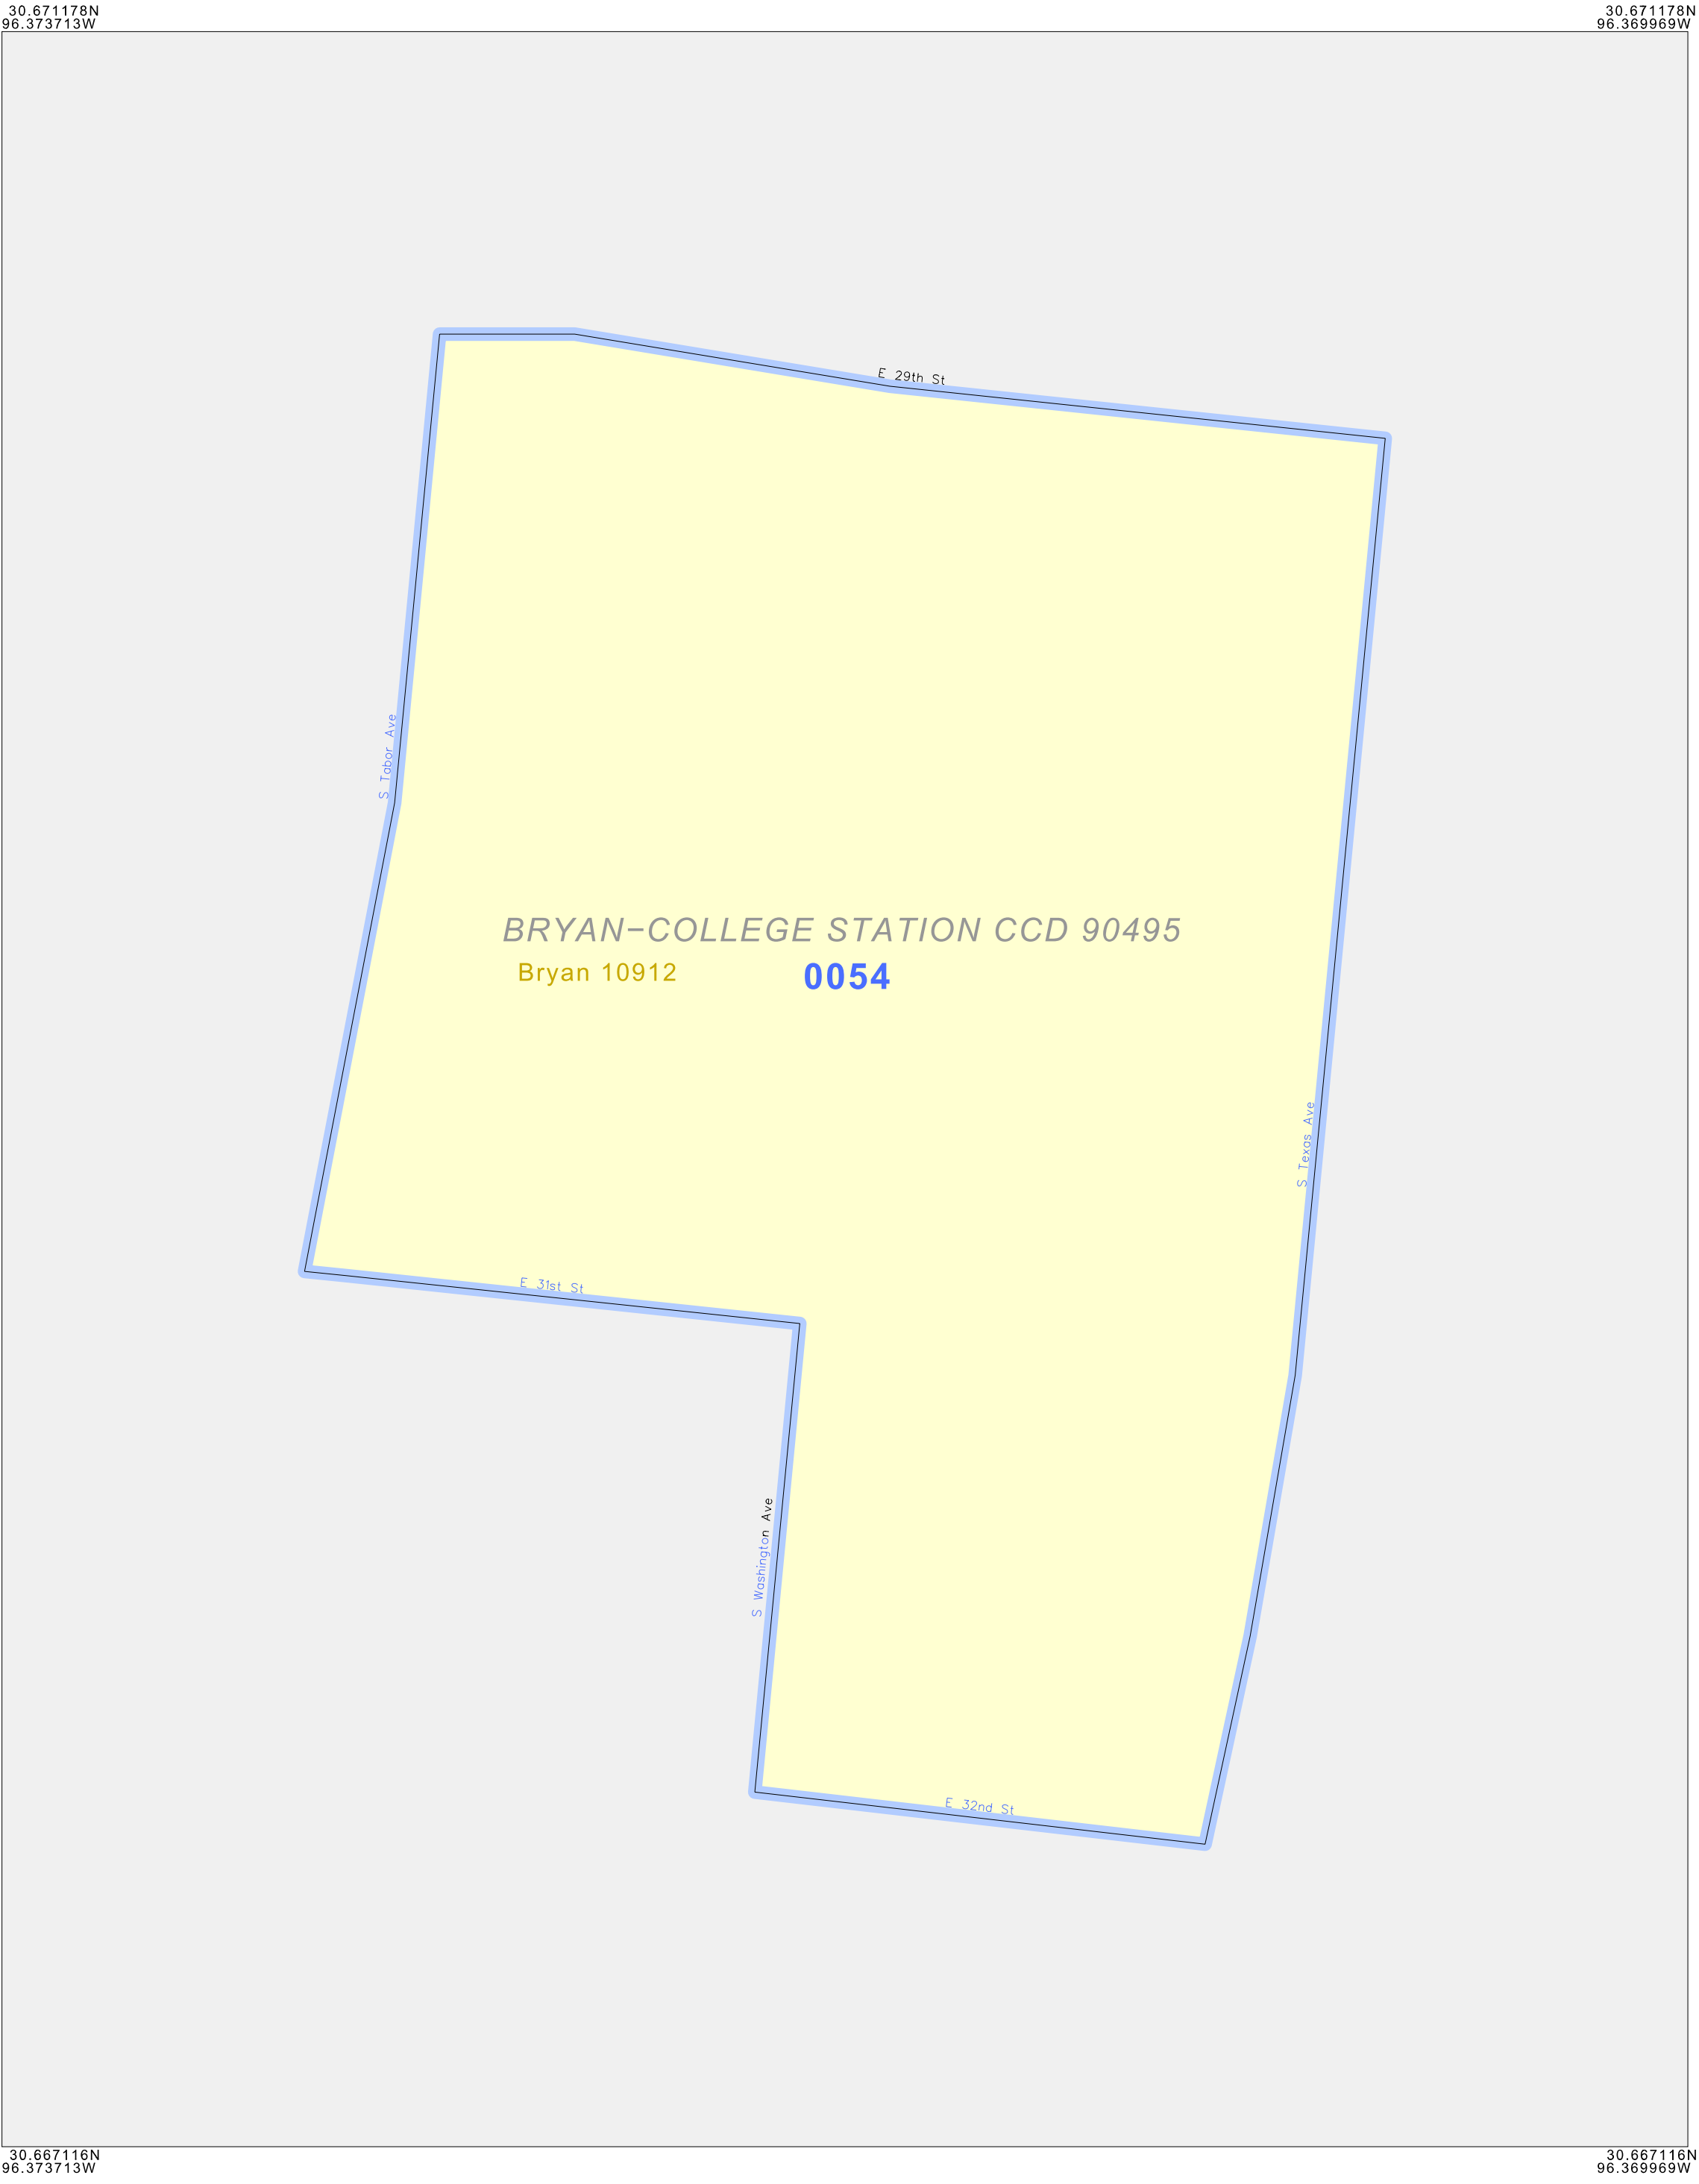 30.671178N
96.373713W
30.671178N
96.369969W
E 29th St
S Tabor Ave
BRYAN-COLLEGE STATION CCD 90495
Bryan 10912
0054
S Texas Ave
E 31st St
S Washington Ave
E 32nd St
30.667116N
96.373713W
30.667116N
96.369969W